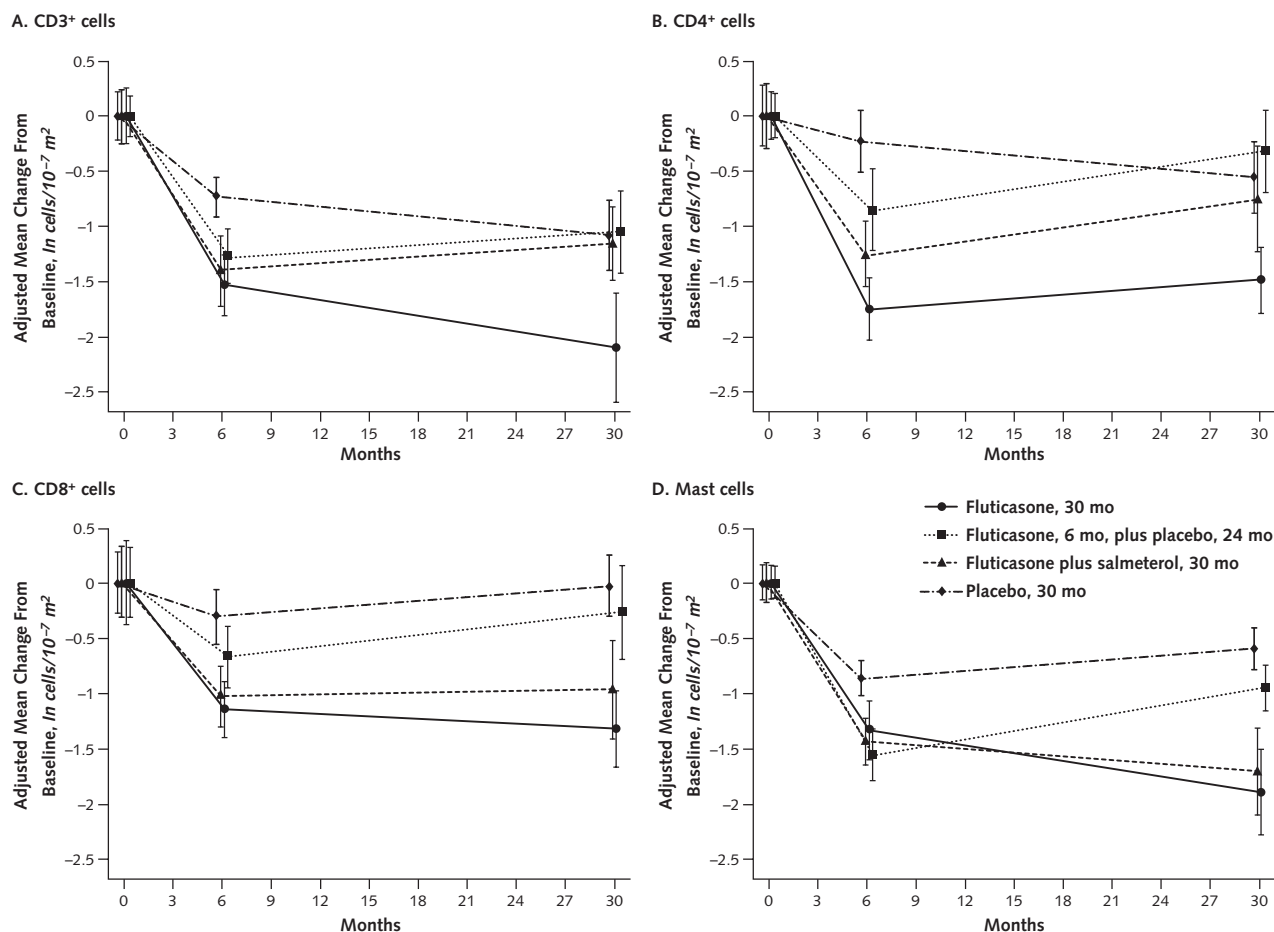 A. CD3+ cells
Adjusted Mean Change From
Baseline, ln cells/10⁻⁷ m²
0.5
0
–0.5
–1
–1.5
–2
–2.5
0 3 6 9 12 15 18 21 24 27 30
Months
B. CD4+ cells
Adjusted Mean Change From
Baseline, ln cells/10⁻⁷ m²
0.5
0
–0.5
–1
–1.5
–2
–2.5
0 3 6 9 12 15 18 21 24 27 30
Months
C. CD8+ cells
Adjusted Mean Change From
Baseline, ln cells/10⁻⁷ m²
0.5
0
–0.5
–1
–1.5
–2
–2.5
0 3 6 9 12 15 18 21 24 27 30
Months
D. Mast cells
Fluticasone, 30 mo
Fluticasone, 6 mo, plus placebo, 24 mo
Fluticasone plus salmeterol, 30 mo
Placebo, 30 mo
Adjusted Mean Change From
Baseline, ln cells/10⁻⁷ m²
0.5
0
–0.5
–1
–1.5
–2
–2.5
0 3 6 9 12 15 18 21 24 27 30
Months